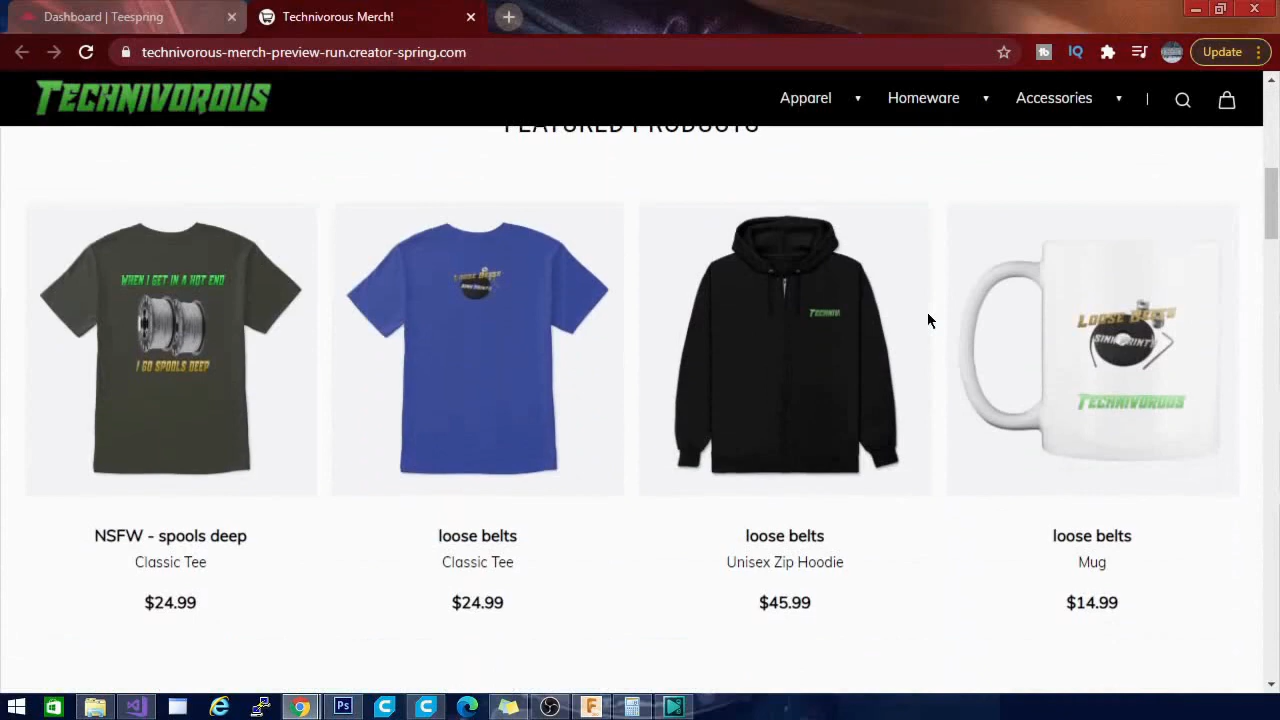 Dashboard | Teespring
Technivorous Merch!
technivorous-merch-preview-run.creator-spring.com
tb
IQ
Update
TECHNIVOROUS
Apparel
Homeware
Accessories
FEATURED PRODUCTS
WHEN I GET IN A HOT END
I GO SPOOLS DEEP
LOOSE BELTS
TECHNIV
LOOSE BELTS
TECHNIVOROUS
NSFW - spools deep
loose belts
loose belts
loose belts
Classic Tee
Classic Tee
Unisex Zip Hoodie
Mug
$24.99
$24.99
$45.99
$14.99
Ps